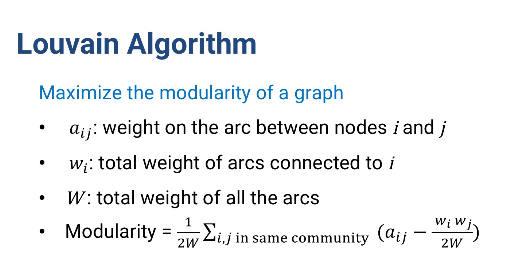 Louvain Algorithm
Maximize the modularity of a graph
• a_{ij}: weight on the arc between nodes i and j
• w_i: total weight of arcs connected to i
• W: total weight of all the arcs
• Modularity = \frac{1}{2W} \sum_{i,j \text{ in same community}} (a_{ij} − \frac{w_i w_j}{2W})